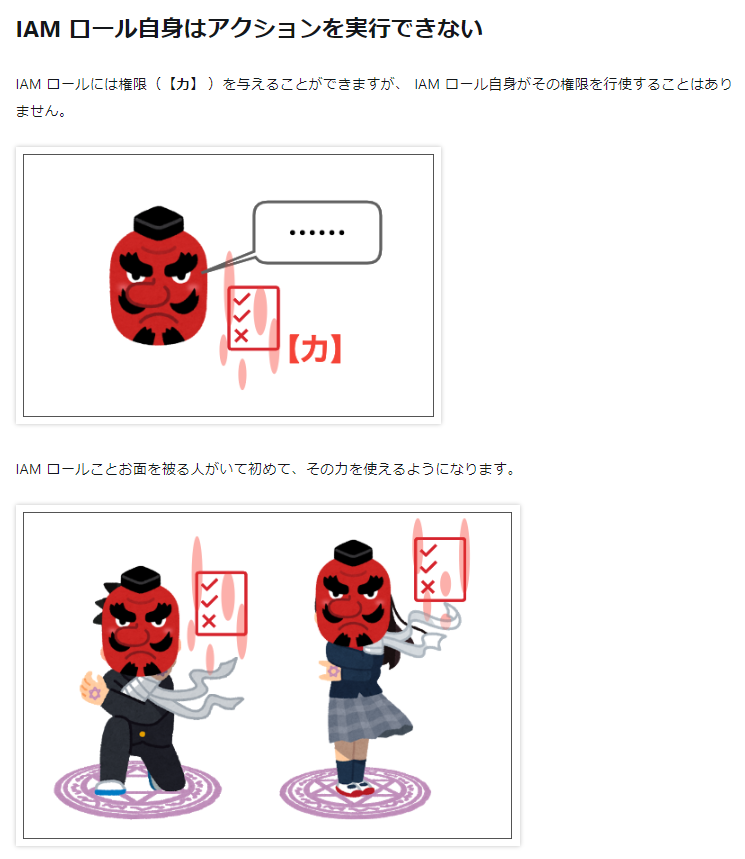 IAM ロール自身はアクションを実行できない
IAM ロールには権限（【力】 ）を与えることができますが、 IAM ロール自身がその権限を行使することはあり
ません。
......
【力】
IAM ロールことお面を被る人がいて初めて、その力を使えるようになります。